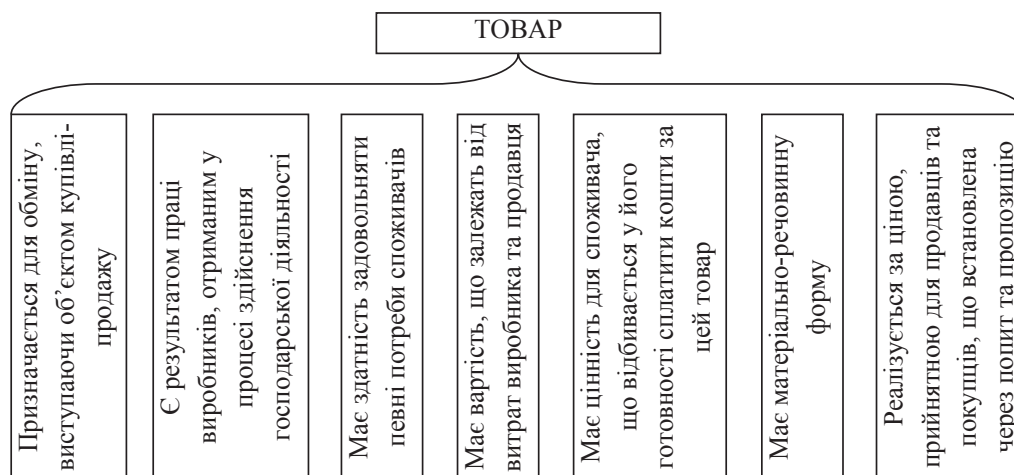 ТОВАР
Призначається для обміну,
виступаючи об’єктом купівлі-
продажу
Є результатом праці
виробників, отриманим у
процесі здійснення
господарської діяльності
Має здатність задовольняти
певні потреби споживачів
Має вартість, що залежать від
витрат виробника та продавця
Має цінність для споживача,
що відбивається у його
готовності сплатити кошти за
цей товар
Має матеріально-речовинну
форму
Реалізується за ціною,
прийнятною для продавців та
покупців, що встановлена
через попит та пропозицію